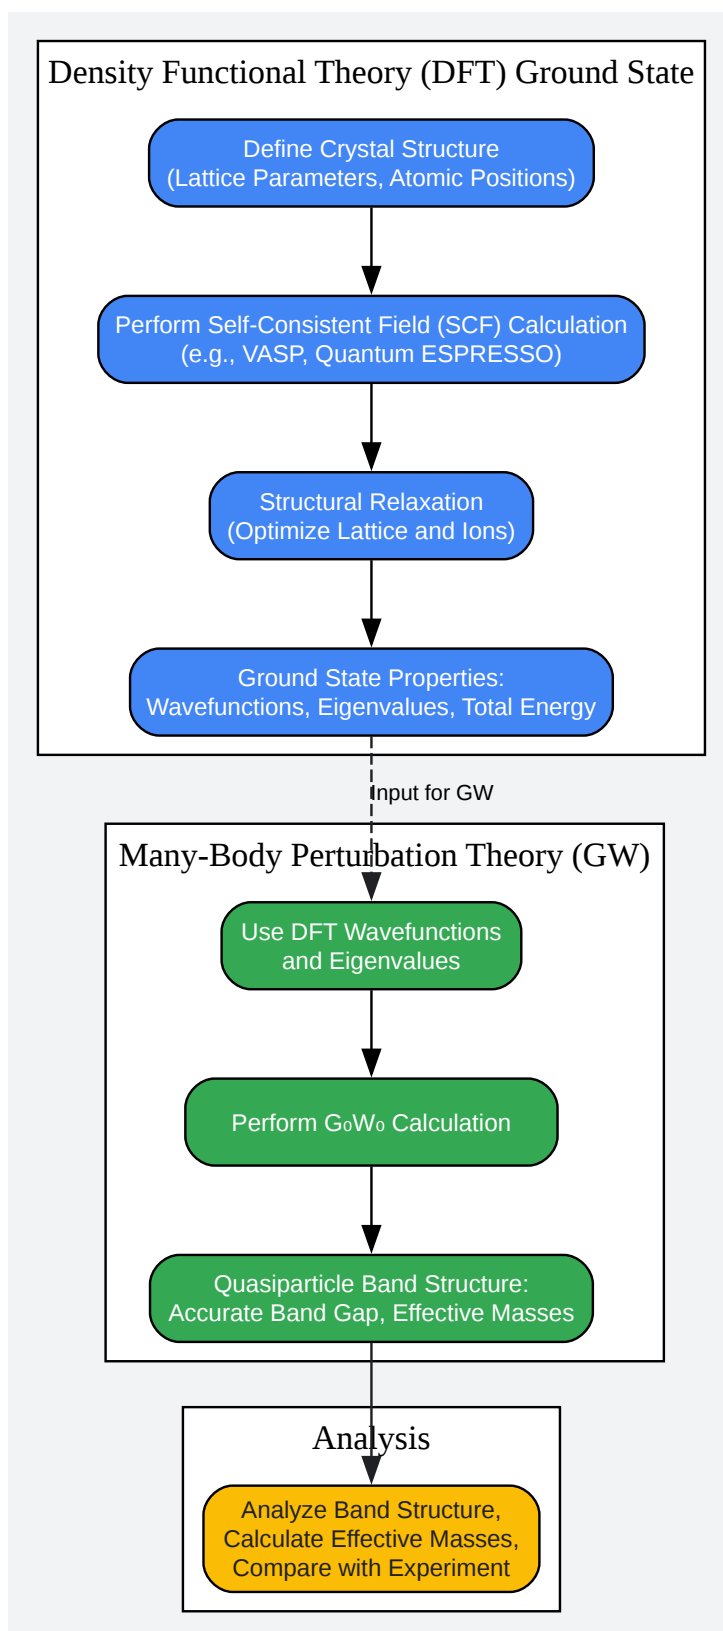 Density Functional Theory (DFT) Ground State
Define Crystal Structure
(Lattice Parameters, Atomic Positions)
Perform Self-Consistent Field (SCF) Calculation
(e.g., VASP, Quantum ESPRESSO)
Structural Relaxation
(Optimize Lattice and Ions)
Ground State Properties:
Wavefunctions, Eigenvalues, Total Energy
Input for GW
Many-Body Perturbation Theory (GW)
Use DFT Wavefunctions
and Eigenvalues
Perform G₀W₀ Calculation
Quasiparticle Band Structure:
Accurate Band Gap, Effective Masses
Analysis
Analyze Band Structure,
Calculate Effective Masses,
Compare with Experiment